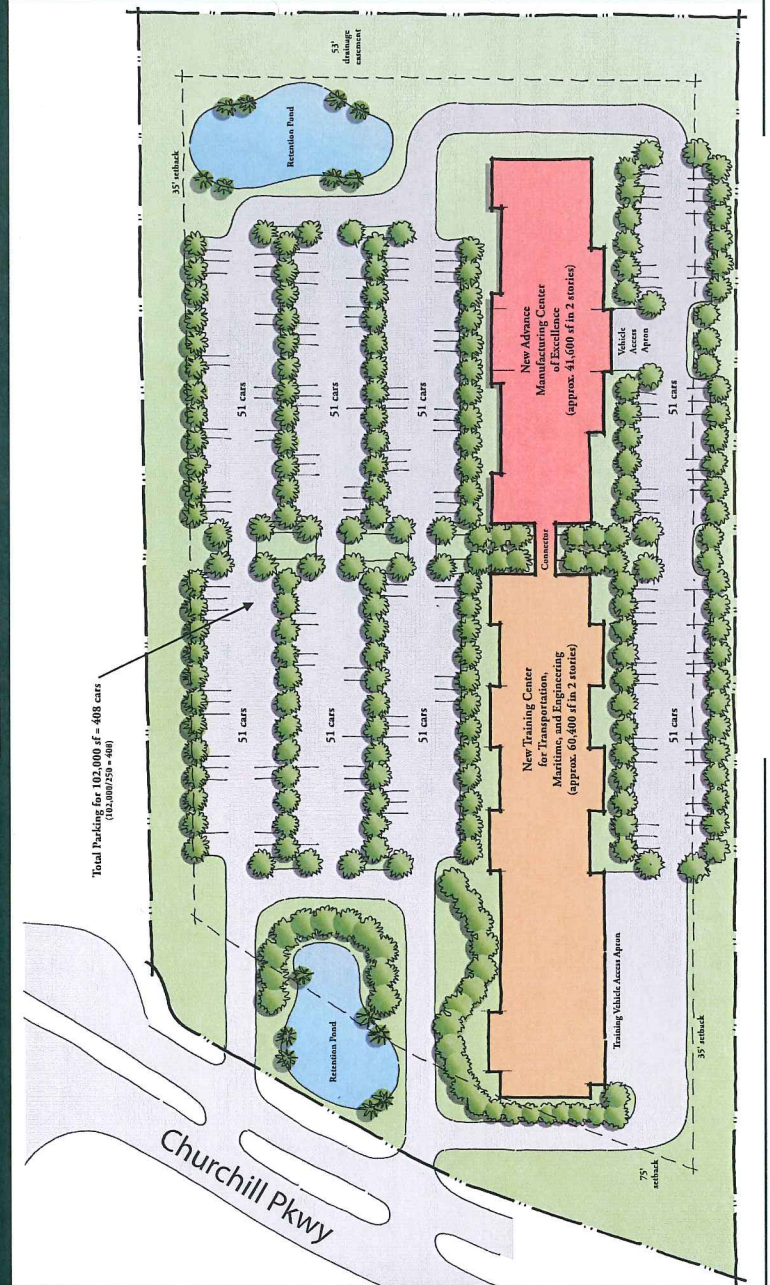 Total Parking for 102,000 sf = 408 cars
(102,000/250 = 408)
53'
drainage
easement
35' setback
Retention Pond
51 cars
51 cars
51 cars
51 cars
51 cars
51 cars
New Advance
Manufacturing Center
of Excellence
(approx. 41,600 sf in 2 stories)
Vehicle
Access
Apron
51 cars
Connector
New Training Center
for Transportation,
Maritime, and Engineering
(approx. 60,400 sf in 2 stories)
51 cars
Training Vehicle Access Apron
Retention Pond
35' setback
75'
setback
Churchill Pkwy